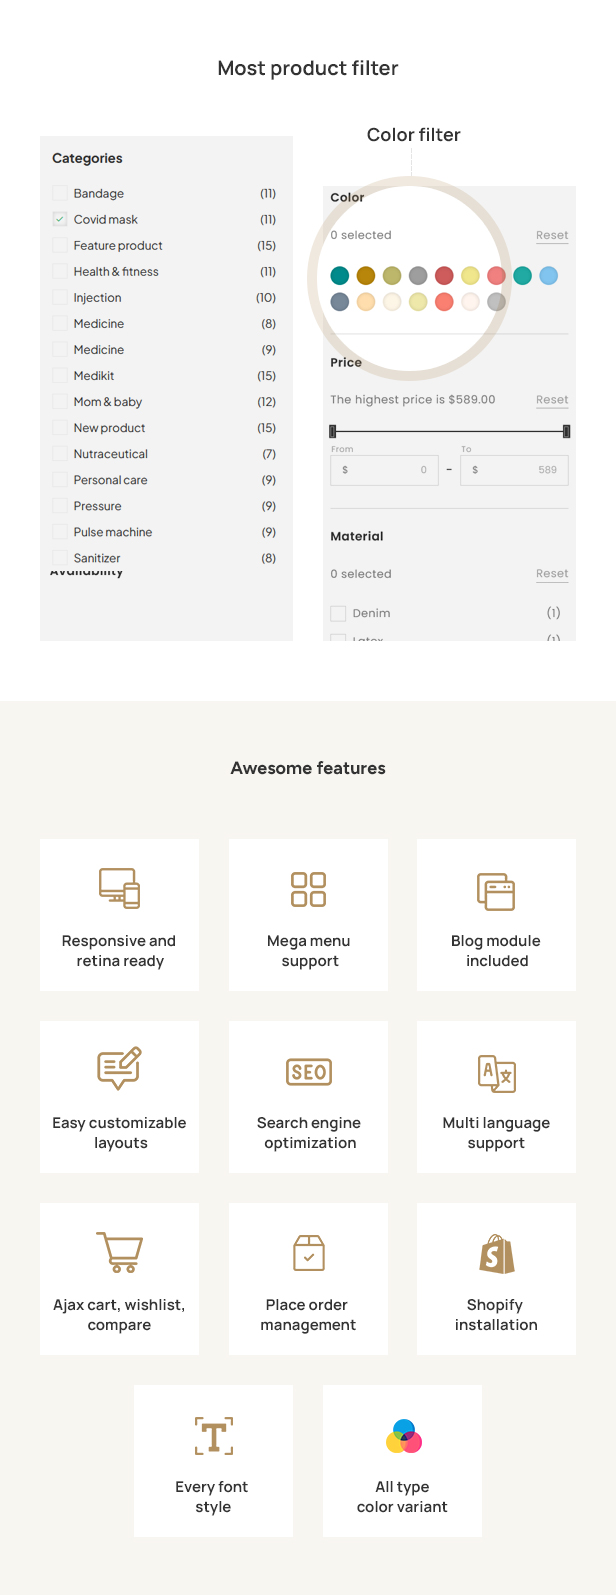 Most product filter
Color filter
Categories
Bandage (11)
Covid mask (11)
Feature product (15)
Health & fitness (11)
Injection (10)
Medicine (8)
Medicine (9)
Medikit (15)
Mom & baby (12)
New product (15)
Nutraceutical (7)
Personal care (9)
Pressure (9)
Pulse machine (9)
Sanitizer (8)
Availability
Color
0 selected Reset
Price
The highest price is $589.00 Reset
From To
$ 0 - $ 589
Material
0 selected Reset
Denim (1)
Latex (1)
Awesome features
Responsive and
retina ready
Mega menu
support
Blog module
included
Easy customizable
layouts
SEO
Search engine
optimization
A 文
Multi language
support
Ajax cart, wishlist,
compare
Place order
management
S
Shopify
installation
T
Every font
style
All type
color variant